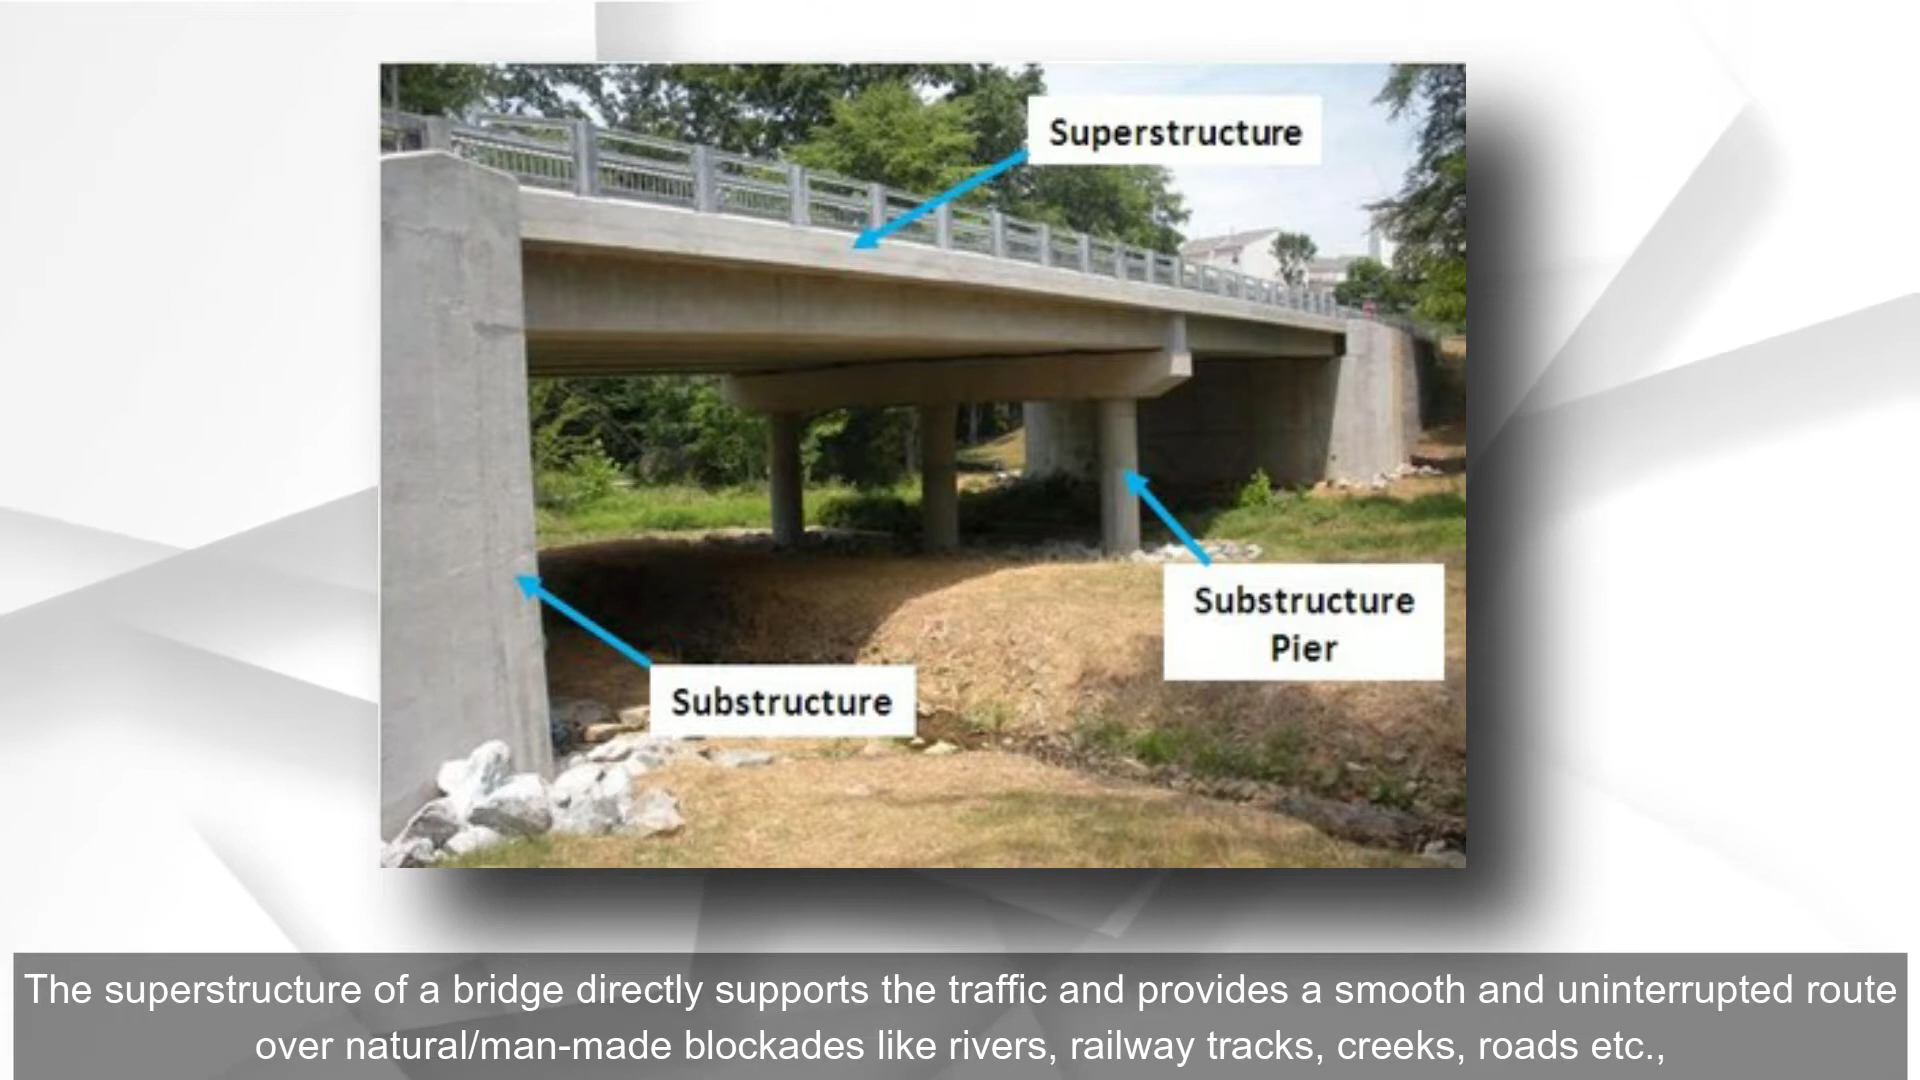 Superstructure
Substructure
Pier
Substructure
The superstructure of a bridge directly supports the traffic and provides a smooth and uninterrupted route
over natural/man-made blockades like rivers, railway tracks, creeks, roads etc.,